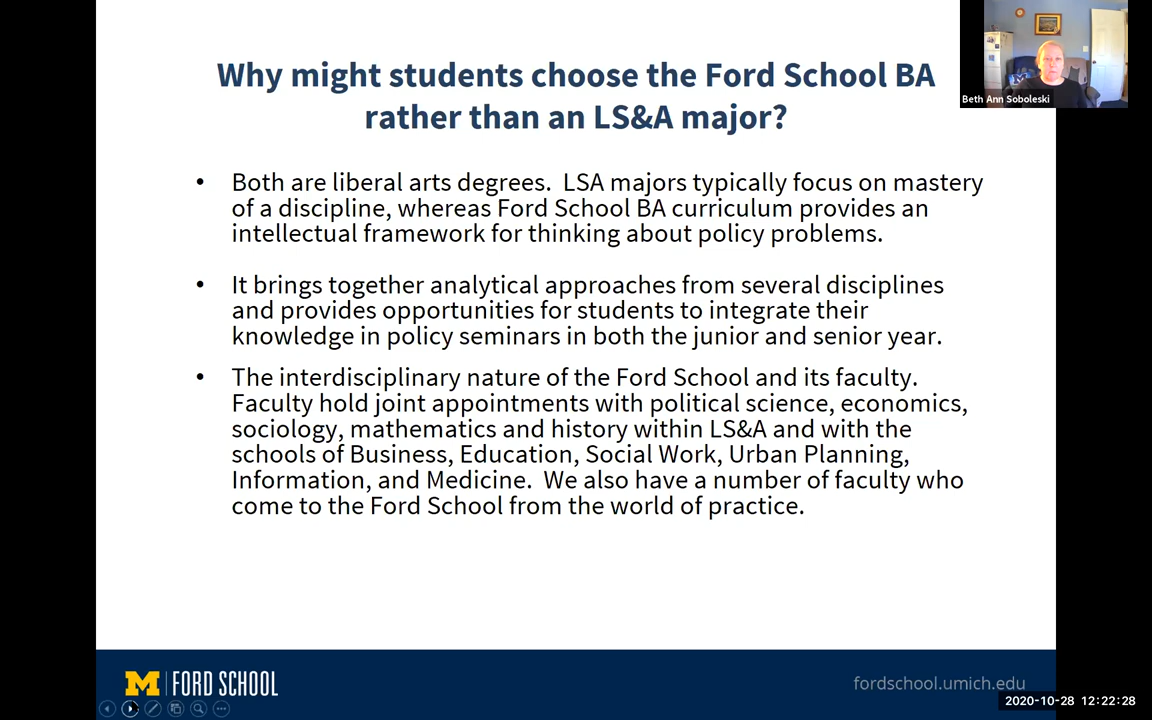 Why might students choose the Ford School BA
rather than an LS&A major?
Beth Ann Soboleski
• Both are liberal arts degrees.  LSA majors typically focus on mastery
of a discipline, whereas Ford School BA curriculum provides an
intellectual framework for thinking about policy problems.
• It brings together analytical approaches from several disciplines
and provides opportunities for students to integrate their
knowledge in policy seminars in both the junior and senior year.
• The interdisciplinary nature of the Ford School and its faculty.
Faculty hold joint appointments with political science, economics,
sociology, mathematics and history within LS&A and with the
schools of Business, Education, Social Work, Urban Planning,
Information, and Medicine.  We also have a number of faculty who
come to the Ford School from the world of practice.
M | FORD SCHOOL
fordschool.umich.edu
2020-10-28 12:22:28